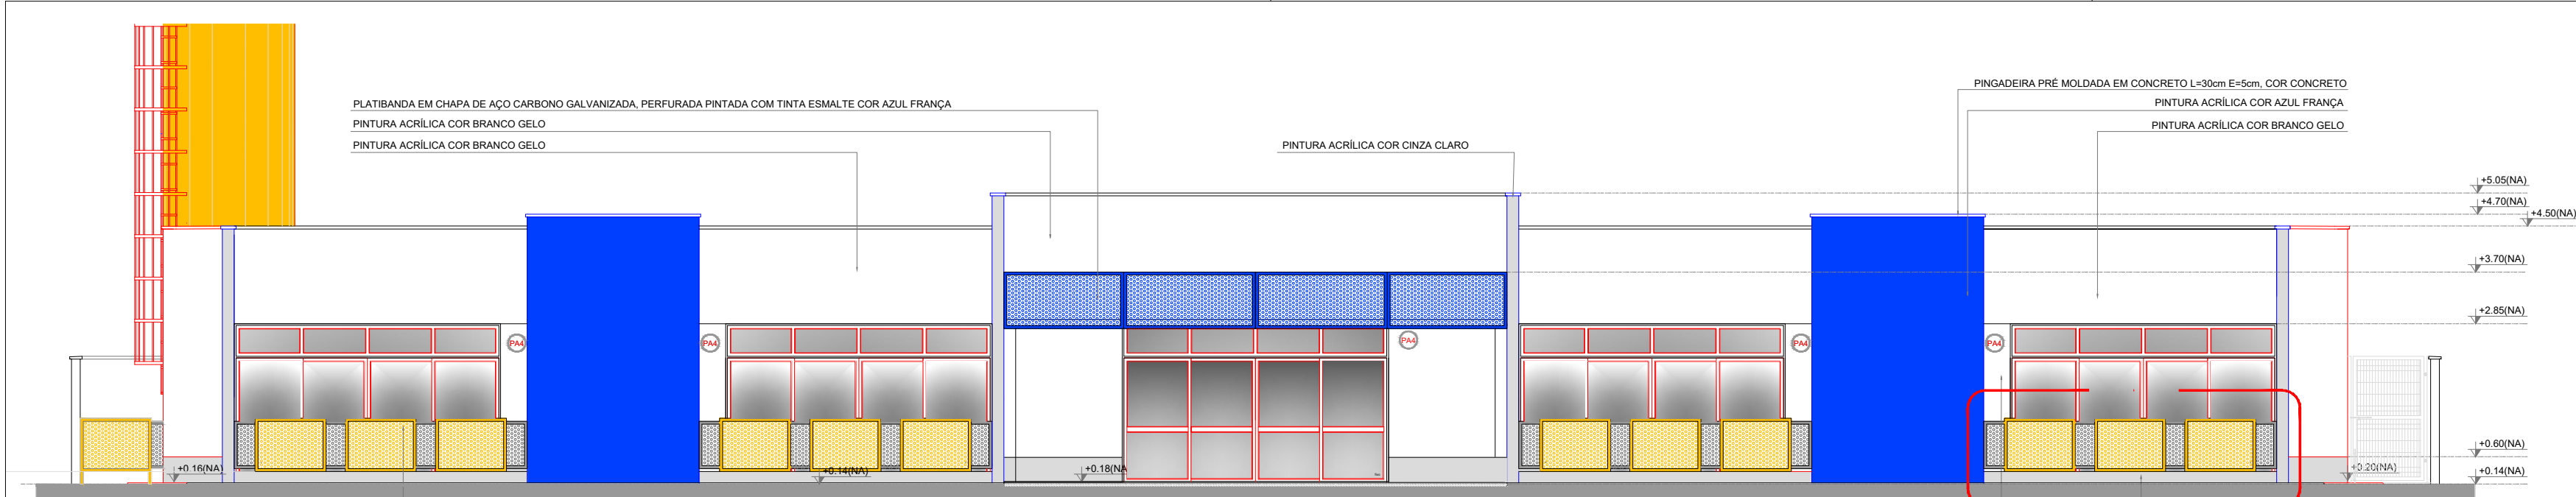 PINGADEIRA PRÉ MOLDADA EM CONCRETO L=30cm E=5cm, COR CONCRETO
PLATIBANDA EM CHAPA DE AÇO CARBONO GALVANIZADA, PERFURADA PINTADA COM TINTA ESMALTE COR AZUL FRANÇA
PINTURA ACRÍLICA COR AZUL FRANÇA
PINTURA ACRÍLICA COR BRANCO GELO
PINTURA ACRÍLICA COR BRANCO GELO
PINTURA ACRÍLICA COR BRANCO GELO
PINTURA ACRÍLICA COR CINZA CLARO
+5.05(NA)
+4.70(NA)
+4.50(NA)
+3.70(NA)
+2.85(NA)
PA4
PA4
PA4
PA4
PA4
+0.60(NA)
+0.16(NA)
+0.14(NA)
+0.18(NA
+0.20(NA)
+0.14(NA)